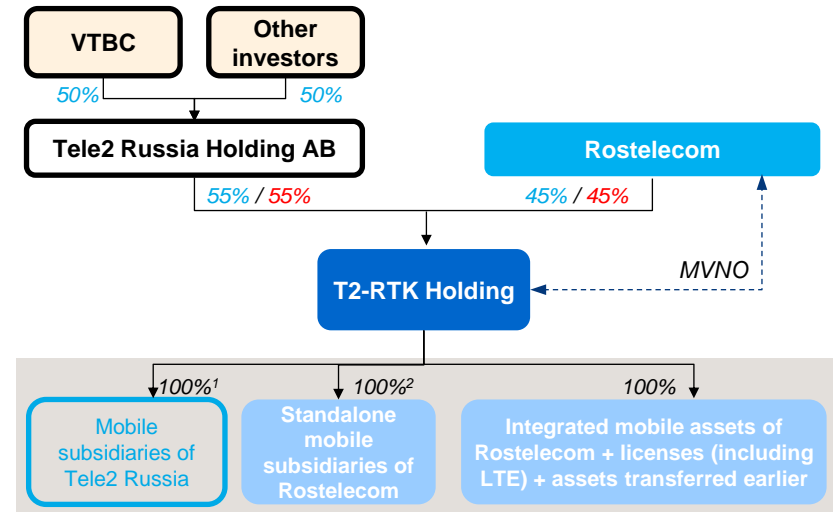 VTBC
Other
investors
50%
50%
Tele2 Russia Holding AB
Rostelecom
55% / 55%
45% / 45%
T2-RTK Holding
MVNO
100%¹
100%²
100%
Mobile
subsidiaries of
Tele2 Russia
Standalone
mobile
subsidiaries of
Rostelecom
Integrated mobile assets of
Rostelecom + licenses (including
LTE) + assets transferred earlier